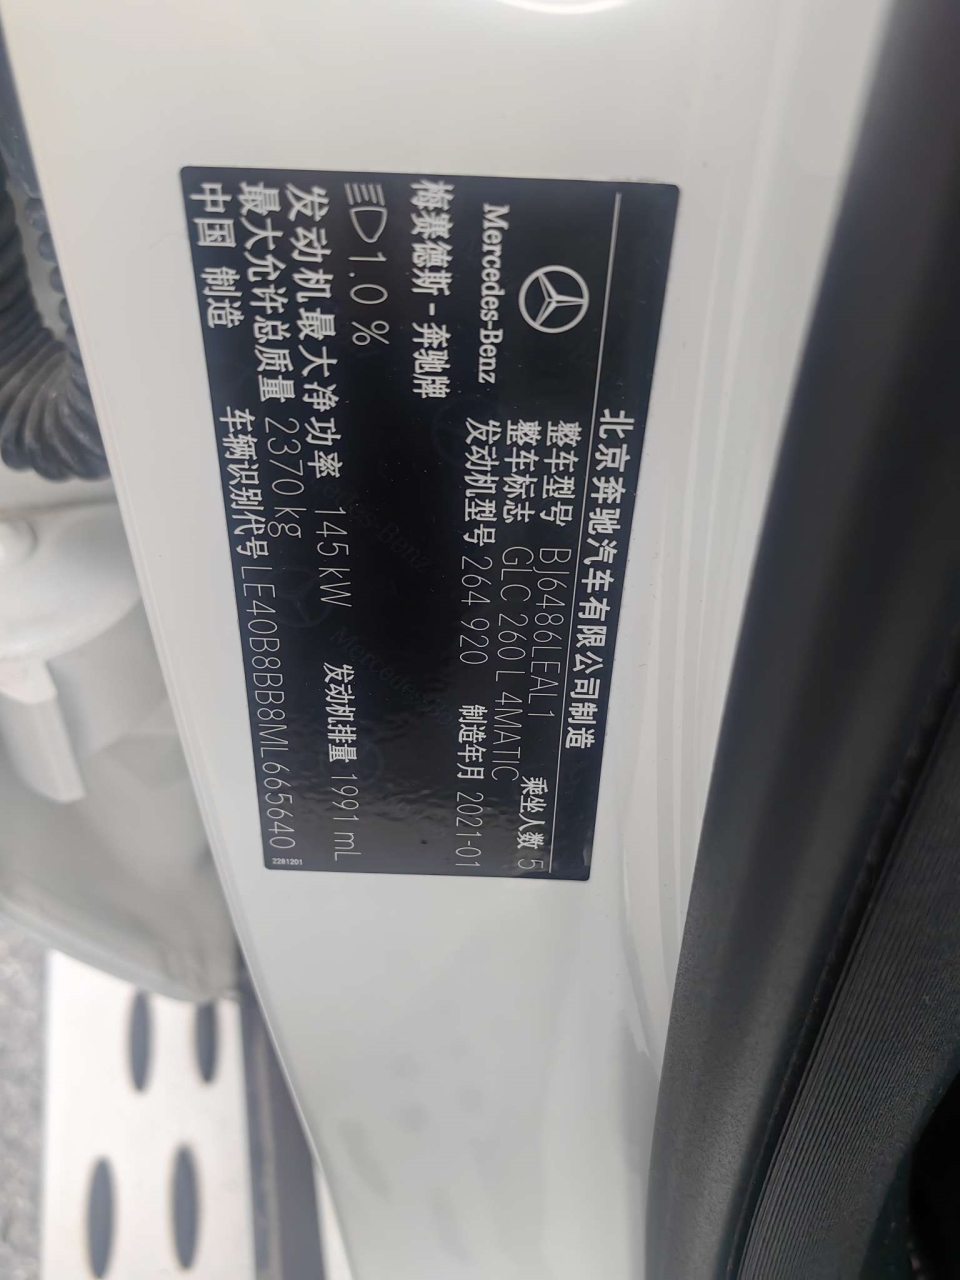 北京奔驰汽车有限公司制造
Mercedes-Benz
整车型号 BJ6486LEAL1 乘坐人数 5
整车标志 GLC 260 L 4MATIC
发动机型号 264 920 制造年月 2021-01
梅赛德斯-奔驰牌
1.0 %
发动机最大净功率 145 kW 发动机排量 1991 mL
最大允许总质量 2370 kg
车辆识别代号 LE40B8BB8ML665640
中国 制造
2281201